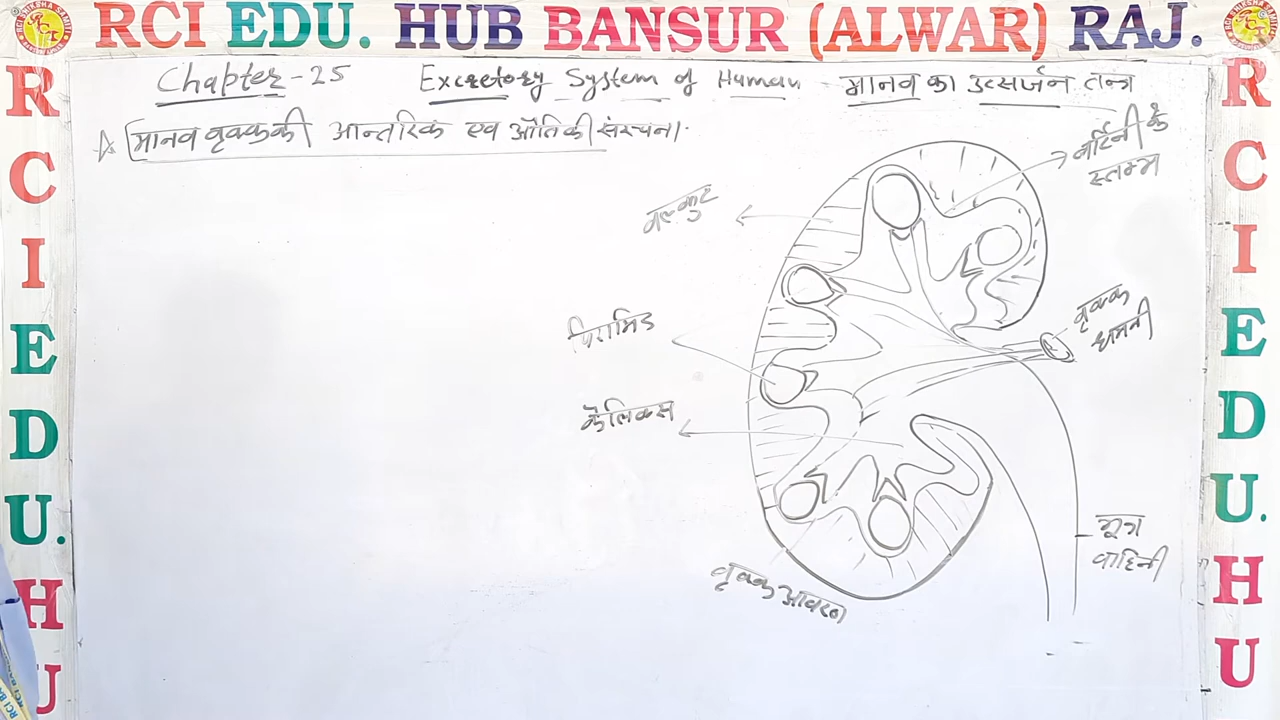 RCI EDU. HUB BANSUR (ALWAR) RAJ.
Chapter-25 Excretory System of Human - मानव का उत्सर्जन तन्त्र
मानव वृक्क की आन्तरिक एव औतिकी संरचना
बर्टिनी के
स्तम्भ
वल्कुट
पिरामिड
वृक्क
धमनी
कैलिक्स
मूत्र
वाहिनी
वृक्क आवरण
R
C
I
E
D
U.
H
U
R
C
I
E
D
U.
H
U